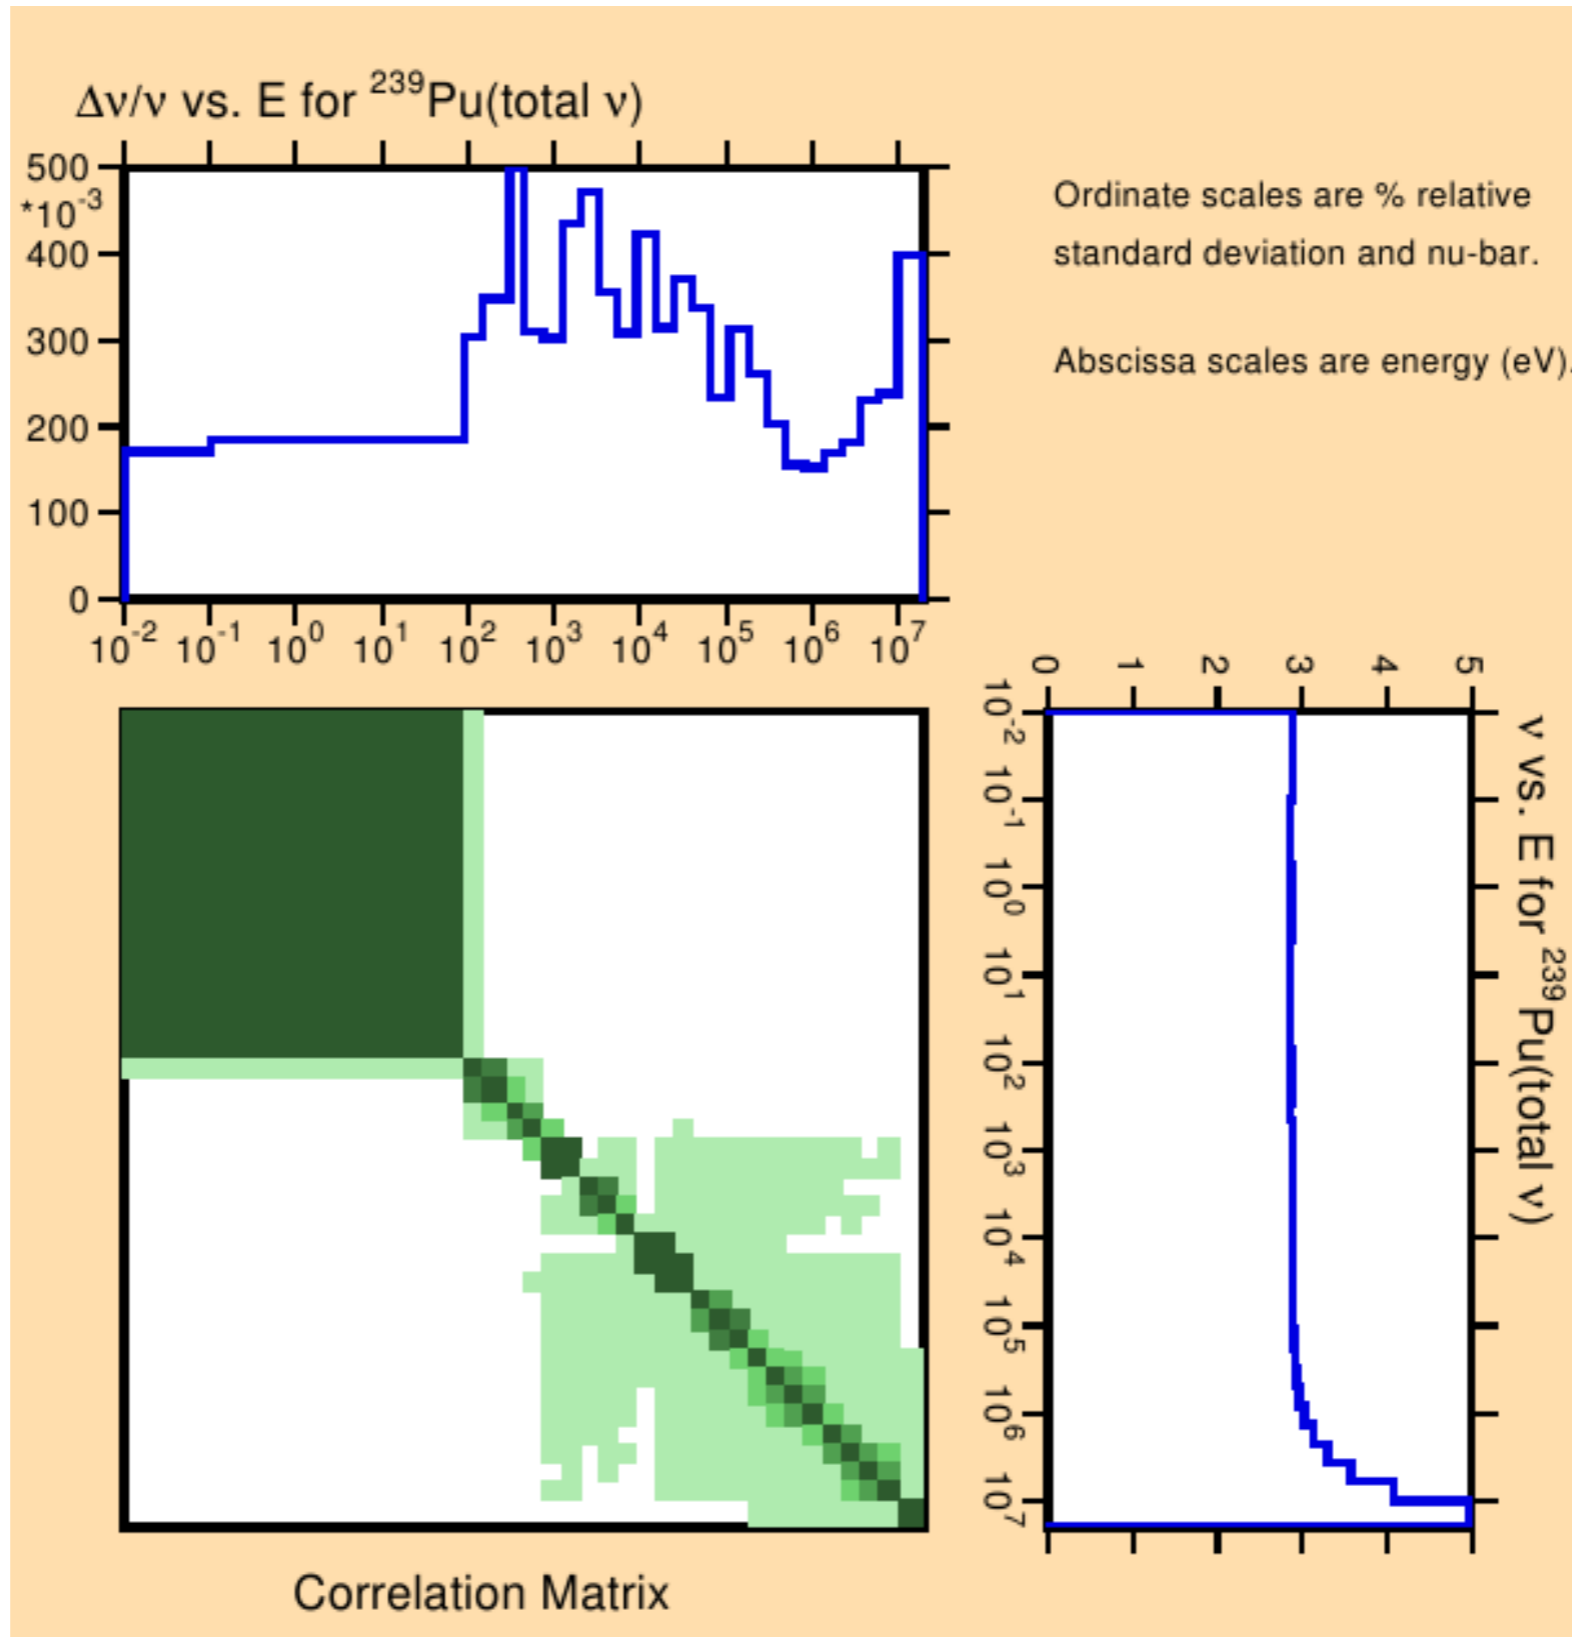 Δν/ν vs. E for ²³⁹Pu(total ν)
500
*10⁻³
400
300
200
100
0
10⁻² 10⁻¹ 10⁰ 10¹ 10² 10³ 10⁴ 10⁵ 10⁶ 10⁷
Ordinate scales are % relative
standard deviation and nu-bar.
Abscissa scales are energy (eV).
0 1 2 3 4 5
10⁻²
10⁻¹
10⁰
10¹
10²
10³
10⁴
10⁵
10⁶
10⁷
ν vs. E for ²³⁹Pu(total ν)
Correlation Matrix